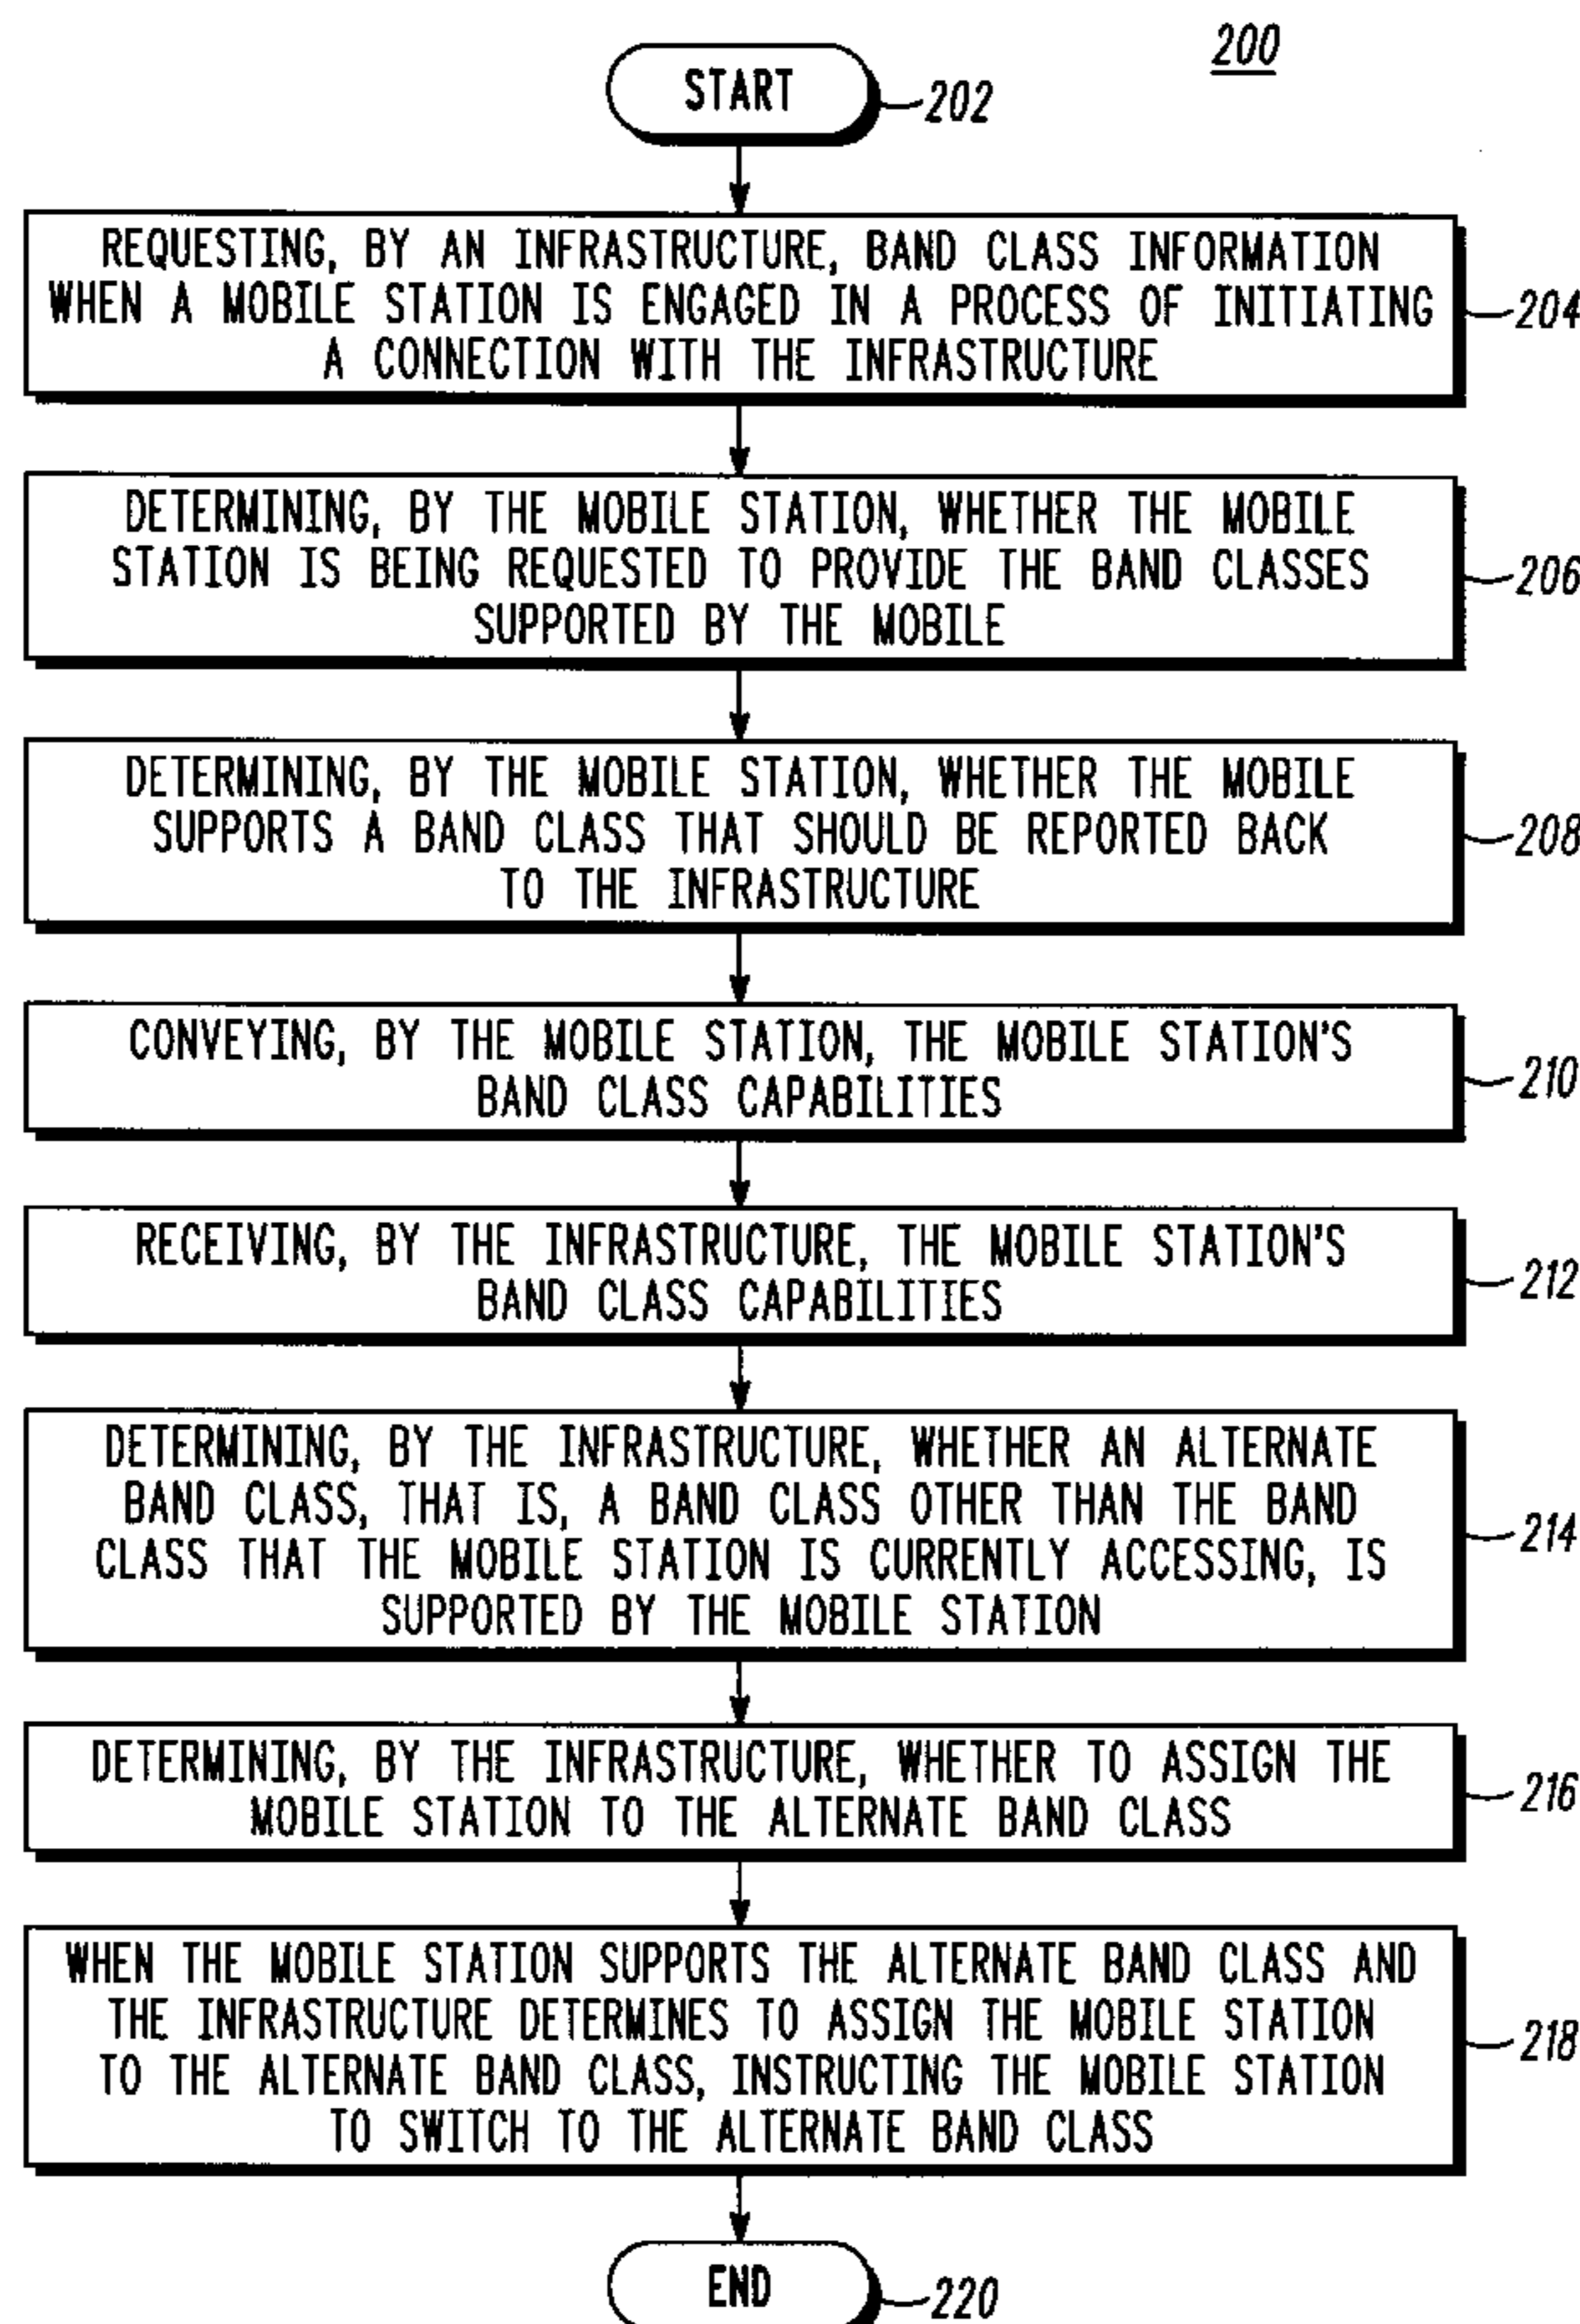 200
START
202
REQUESTING, BY AN INFRASTRUCTURE, BAND CLASS INFORMATION
WHEN A MOBILE STATION IS ENGAGED IN A PROCESS OF INITIATING
A CONNECTION WITH THE INFRASTRUCTURE
204
DETERMINING, BY THE MOBILE STATION, WHETHER THE MOBILE
STATION IS BEING REQUESTED TO PROVIDE THE BAND CLASSES
SUPPORTED BY THE MOBILE
206
DETERMINING, BY THE MOBILE STATION, WHETHER THE MOBILE
SUPPORTS A BAND CLASS THAT SHOULD BE REPORTED BACK
TO THE INFRASTRUCTURE
208
CONVEYING, BY THE MOBILE STATION, THE MOBILE STATION'S
BAND CLASS CAPABILITIES
210
RECEIVING, BY THE INFRASTRUCTURE, THE MOBILE STATION'S
BAND CLASS CAPABILITIES
212
DETERMINING, BY THE INFRASTRUCTURE, WHETHER AN ALTERNATE
BAND CLASS, THAT IS, A BAND CLASS OTHER THAN THE BAND
CLASS THAT THE MOBILE STATION IS CURRENTLY ACCESSING, IS
SUPPORTED BY THE MOBILE STATION
214
DETERMINING, BY THE INFRASTRUCTURE, WHETHER TO ASSIGN THE
MOBILE STATION TO THE ALTERNATE BAND CLASS
216
WHEN THE MOBILE STATION SUPPORTS THE ALTERNATE BAND CLASS AND
THE INFRASTRUCTURE DETERMINES TO ASSIGN THE MOBILE STATION
TO THE ALTERNATE BAND CLASS, INSTRUCTING THE MOBILE STATION
TO SWITCH TO THE ALTERNATE BAND CLASS
218
END
220